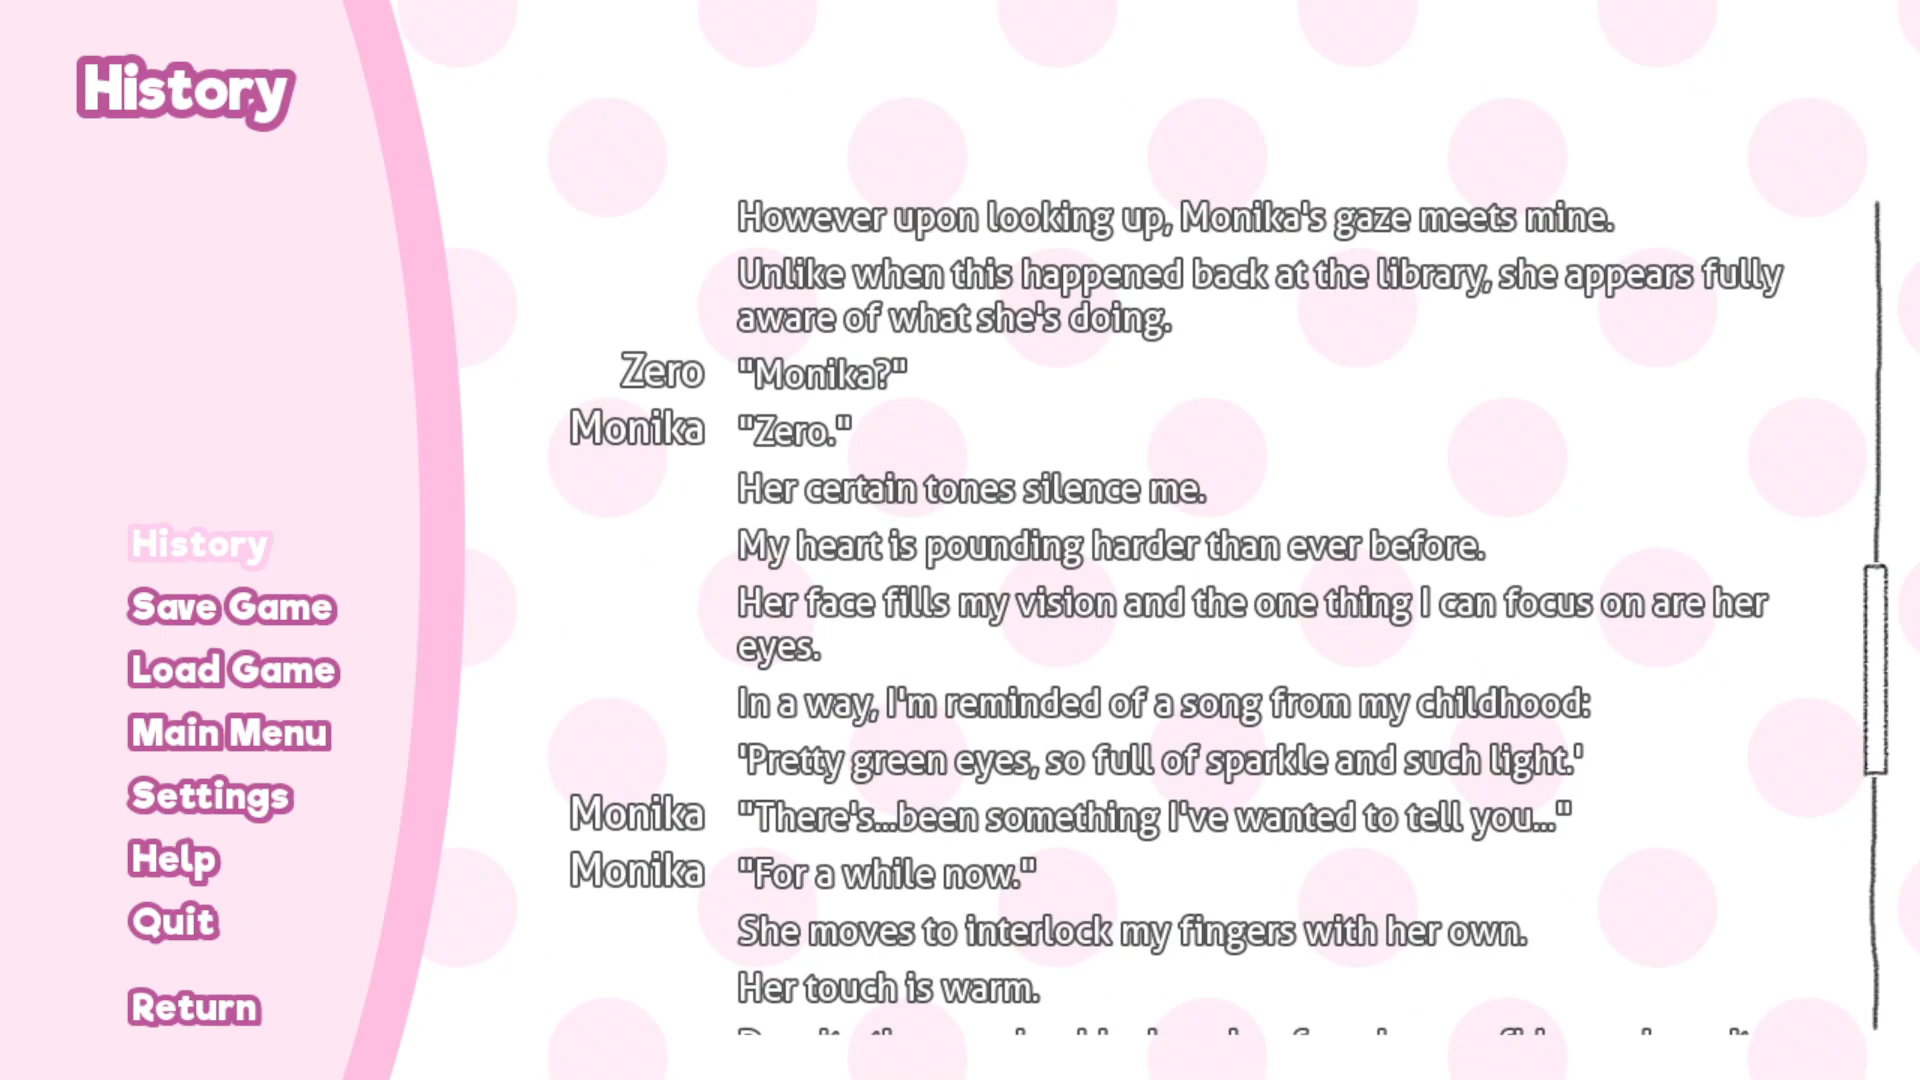 History
However upon looking up, Monika's gaze meets mine.
Unlike when this happened back at the library, she appears fully
aware of what she's doing.
Zero "Monika?"
Monika "Zero."
Her certain tones silence me.
My heart is pounding harder than ever before.
Her face fills my vision and the one thing I can focus on are her
eyes.
In a way, I'm reminded of a song from my childhood:
'Pretty green eyes, so full of sparkle and such light.'
Monika "There's...been something I've wanted to tell you..."
Monika "For a while now."
She moves to interlock my fingers with her own.
Her touch is warm.
History
Save Game
Load Game
Main Menu
Settings
Help
Quit
Return